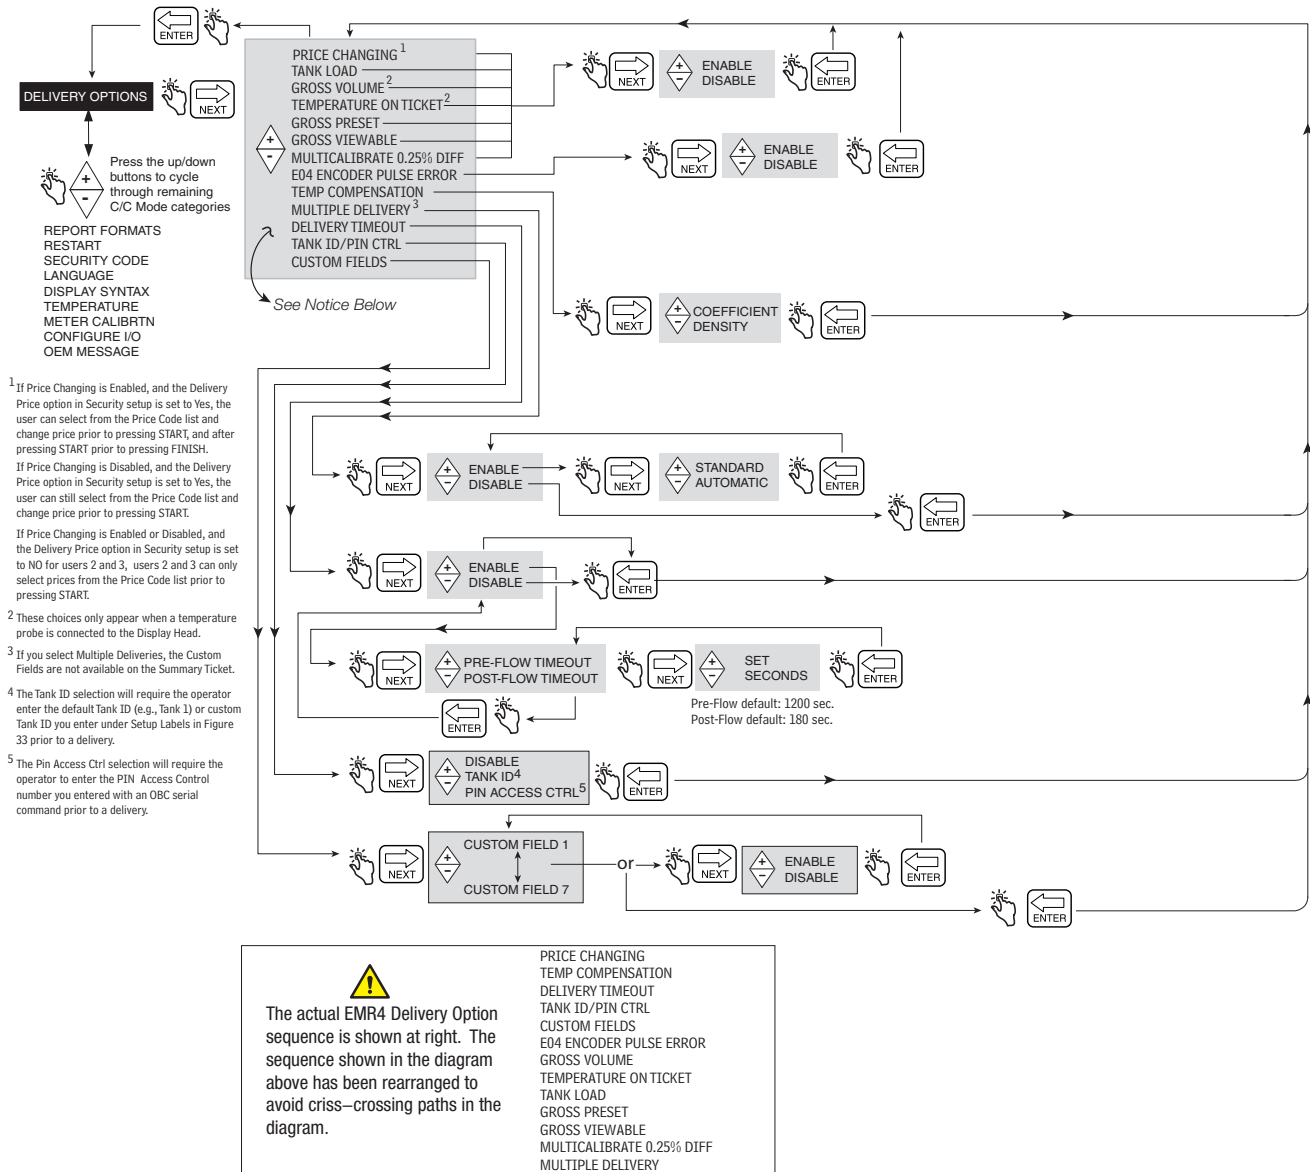 ENTER
PRICE CHANGING 1
TANK LOAD
GROSS VOLUME 2
TEMPERATURE ON TICKET 2
GROSS PRESET
GROSS VIEWABLE
MULTICALIBRATE 0.25% DIFF
E04 ENCODER PULSE ERROR
TEMP COMPENSATION
MULTIPLE DELIVERY 3
DELIVERY TIMEOUT
TANK ID/PIN CTRL
CUSTOM FIELDS
+
-
See Notice Below
DELIVERY OPTIONS
NEXT
+
-
Press the up/down
buttons to cycle
through remaining
C/C Mode categories
REPORT FORMATS
RESTART
SECURITY CODE
LANGUAGE
DISPLAY SYNTAX
TEMPERATURE
METER CALIBRTN
CONFIGURE I/O
OEM MESSAGE
NEXT
+
-
ENABLE
DISABLE
ENTER
NEXT
+
-
ENABLE
DISABLE
ENTER
NEXT
+
-
COEFFICIENT
DENSITY
ENTER
1 If Price Changing is Enabled, and the Delivery
Price option in Security setup is set to Yes, the
user can select from the Price Code list and
change price prior to pressing START, and after
pressing START prior to pressing FINISH.
If Price Changing is Disabled, and the Delivery
Price option in Security setup is set to Yes, the
user can still select from the Price Code list and
change price prior to pressing START.
If Price Changing is Enabled or Disabled, and
the Delivery Price option in Security setup is set
to NO for users 2 and 3, users 2 and 3 can only
select prices from the Price Code list prior to
pressing START.
2 These choices only appear when a temperature
probe is connected to the Display Head.
3 If you select Multiple Deliveries, the Custom
Fields are not available on the Summary Ticket.
4 The Tank ID selection will require the operator
enter the default Tank ID (e.g., Tank 1) or custom
Tank ID you enter under Setup Labels in Figure
33 prior to a delivery.
5 The Pin Access Ctrl selection will require the
operator to enter the PIN Access Control
number you entered with an OBC serial
command prior to a delivery.
NEXT
+
-
ENABLE
DISABLE
NEXT
+
-
STANDARD
AUTOMATIC
ENTER
ENTER
NEXT
+
-
ENABLE
DISABLE
ENTER
NEXT
+
-
PRE-FLOW TIMEOUT
POST-FLOW TIMEOUT
NEXT
+
-
SET
SECONDS
ENTER
Pre-Flow default: 1200 sec.
Post-Flow default: 180 sec.
ENTER
NEXT
+
-
DISABLE
TANK ID4
PIN ACCESS CTRL5
ENTER
NEXT
+
-
CUSTOM FIELD 1
CUSTOM FIELD 7
or
NEXT
+
-
ENABLE
DISABLE
ENTER
ENTER
The actual EMR4 Delivery Option
sequence is shown at right. The
sequence shown in the diagram
above has been rearranged to
avoid criss–crossing paths in the
diagram.
PRICE CHANGING
TEMP COMPENSATION
DELIVERY TIMEOUT
TANK ID/PIN CTRL
CUSTOM FIELDS
E04 ENCODER PULSE ERROR
GROSS VOLUME
TEMPERATURE ON TICKET
TANK LOAD
GROSS PRESET
GROSS VIEWABLE
MULTICALIBRATE 0.25% DIFF
MULTIPLE DELIVERY